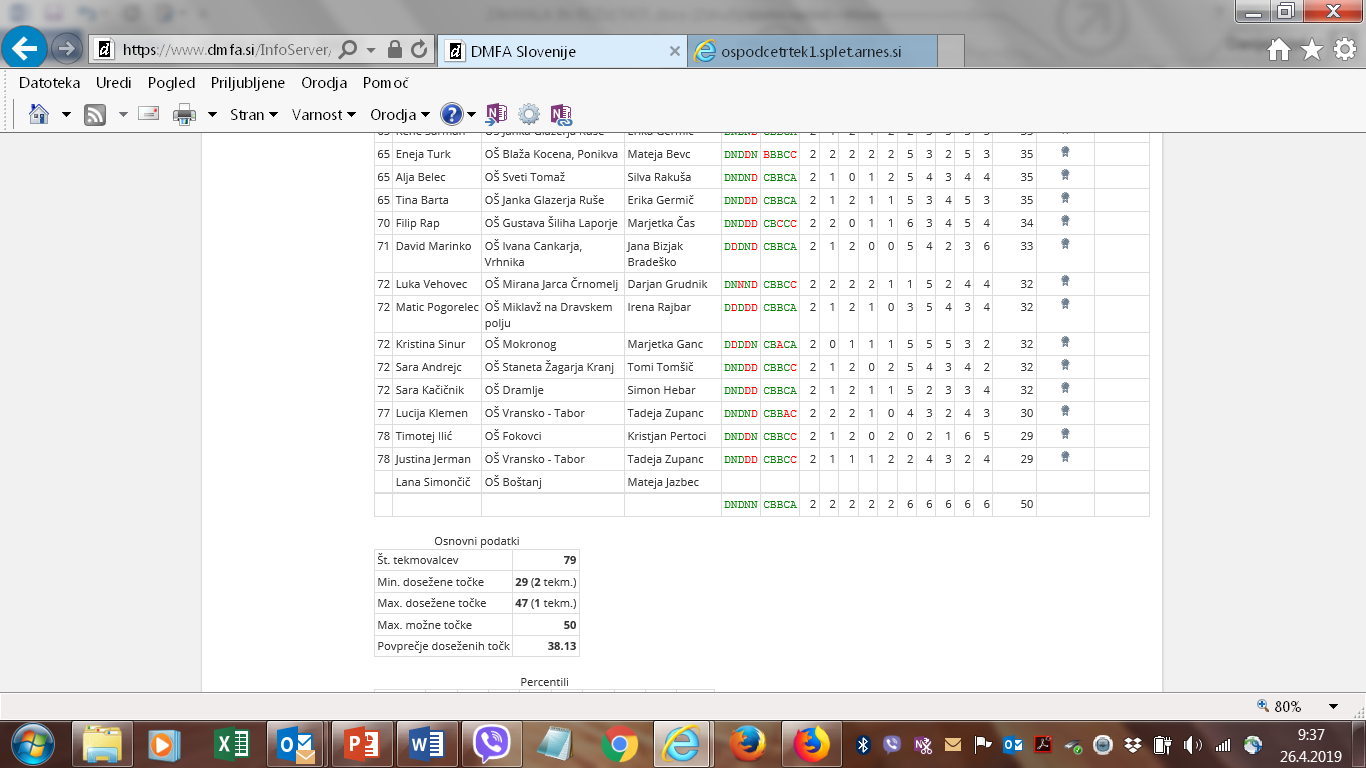 https://www.dmfa.si/InfoServer/
DMFA Slovenije
ospodcetrtek1.splet.arnes.si
Datoteka Uredi Pogled Priljubljene Orodja Pomoč
Stran Varnost Orodja
65 Eneja Turk OŠ Blaža Kocena, Ponikva Mateja Bevc DNDDN BBBCC 2 2 2 2 2 5 3 2 5 3 35
65 Alja Belec OŠ Sveti Tomaž Silva Rakuša DNDND CBBCA 2 1 0 1 2 5 4 3 4 4 35
65 Tina Barta OŠ Janka Glazerja Ruše Erika Germič DNDDD CBBCA 2 1 2 1 1 5 3 4 5 3 35
70 Filip Rap OŠ Gustava Šiliha Laporje Marjetka Čas DNDDD CBCCC 2 2 0 1 1 6 3 4 5 4 34
71 David Marinko OŠ Ivana Cankarja, Vrhnika Jana Bizjak Bradeško DDDND CBBCA 2 1 2 0 0 5 4 2 3 6 33
72 Luka Vehovec OŠ Mirana Jarca Črnomelj Darjan Grudnik DNNND CBBCC 2 2 2 2 1 1 5 2 4 4 32
72 Matic Pogorelec OŠ Miklavž na Dravskem polju Irena Rajbar DDDDD CBBCA 2 1 2 1 0 3 5 4 3 4 32
72 Kristina Sinur OŠ Mokronog Marjetka Ganc DDDDN CBACA 2 0 1 1 1 5 5 5 3 2 32
72 Sara Andrejc OŠ Staneta Žagarja Kranj Tomi Tomšič DNDDD CBBCC 2 1 2 0 2 5 4 3 4 2 32
72 Sara Kačičnik OŠ Dramlje Simon Hebar DNDDD CBBCA 2 1 2 1 1 5 2 3 3 4 32
77 Lucija Klemen OŠ Vransko - Tabor Tadeja Zupanc DNDND CBBAC 2 2 2 1 0 4 3 2 4 3 30
78 Timotej Ilić OŠ Fokovci Kristjan Pertoci DNDDN CBBCC 2 1 2 0 2 0 2 1 6 5 29
78 Justina Jerman OŠ Vransko - Tabor Tadeja Zupanc DNDDD CBBCC 2 1 1 1 2 2 4 3 2 4 29
Lana Simončič OŠ Boštanj Mateja Jazbec
DNDNN CBBCA 2 2 2 2 2 6 6 6 6 6 50
Osnovni podatki
Št. tekmovalcev 79
Min. dosežene točke 29 (2 tekm.)
Max. dosežene točke 47 (1 tekm.)
Max. možne točke 50
Povprečje doseženih točk 38.13
Percentili
80%
9:37
26.4.2019